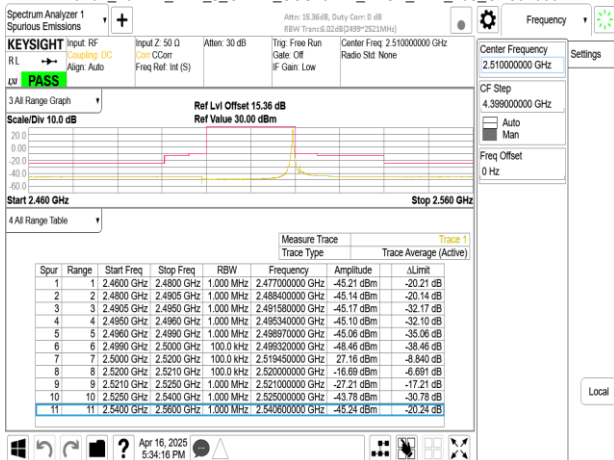 Spectrum Analyzer 1
Spurious Emissions
Attn: 15.36dB, Duty Corr: 0 dB
RBW Trans:6.02dB(2499~2521MHz)
Frequency
KEYSIGHT
RL
PASS
Input: RF
Coupling: DC
Align: Auto
Input Z: 50 Ω
Corr CCorr
Freq Ref: Int (S)
Atten: 30 dB
Trig: Free Run
Gate: Off
IF Gain: Low
Center Freq: 2.510000000 GHz
Radio Std: None
Center Frequency
2.510000000 GHz
Settings
CF Step
4.399000000 GHz
Auto
Man
Freq Offset
0 Hz
Local
3 All Range Graph
Scale/Div 10.0 dB
Ref Lvl Offset 15.36 dB
Ref Value 30.00 dBm
20.0
0.00
-20.0
-40.0
-60.0
Start 2.460 GHz
Stop 2.560 GHz
4 All Range Table
Measure Trace Trace 1
Trace Type Trace Average (Active)
Spur Range Start Freq Stop Freq RBW Frequency Amplitude ΔLimit
1 1 2.4600 GHz 2.4800 GHz 1.000 MHz 2.477000000 GHz -45.21 dBm -20.21 dB
2 2 2.4800 GHz 2.4905 GHz 1.000 MHz 2.488400000 GHz -45.14 dBm -20.14 dB
3 3 2.4905 GHz 2.4950 GHz 1.000 MHz 2.491580000 GHz -45.17 dBm -32.17 dB
4 4 2.4950 GHz 2.4960 GHz 1.000 MHz 2.495340000 GHz -45.10 dBm -32.10 dB
5 5 2.4960 GHz 2.4990 GHz 1.000 MHz 2.498970000 GHz -45.06 dBm -35.06 dB
6 6 2.4990 GHz 2.5000 GHz 100.0 kHz 2.499320000 GHz -48.46 dBm -38.46 dB
7 7 2.5000 GHz 2.5200 GHz 100.0 kHz 2.519450000 GHz 27.16 dBm -8.840 dB
8 8 2.5200 GHz 2.5210 GHz 100.0 kHz 2.520000000 GHz -16.69 dBm -6.691 dB
9 9 2.5210 GHz 2.5250 GHz 1.000 MHz 2.521000000 GHz -27.21 dBm -17.21 dB
10 10 2.5250 GHz 2.5400 GHz 1.000 MHz 2.525000000 GHz -43.78 dBm -30.78 dB
11 11 2.5400 GHz 2.5600 GHz 1.000 MHz 2.540600000 GHz -45.24 dBm -20.24 dB
Apr 16, 2025
5:34:16 PM